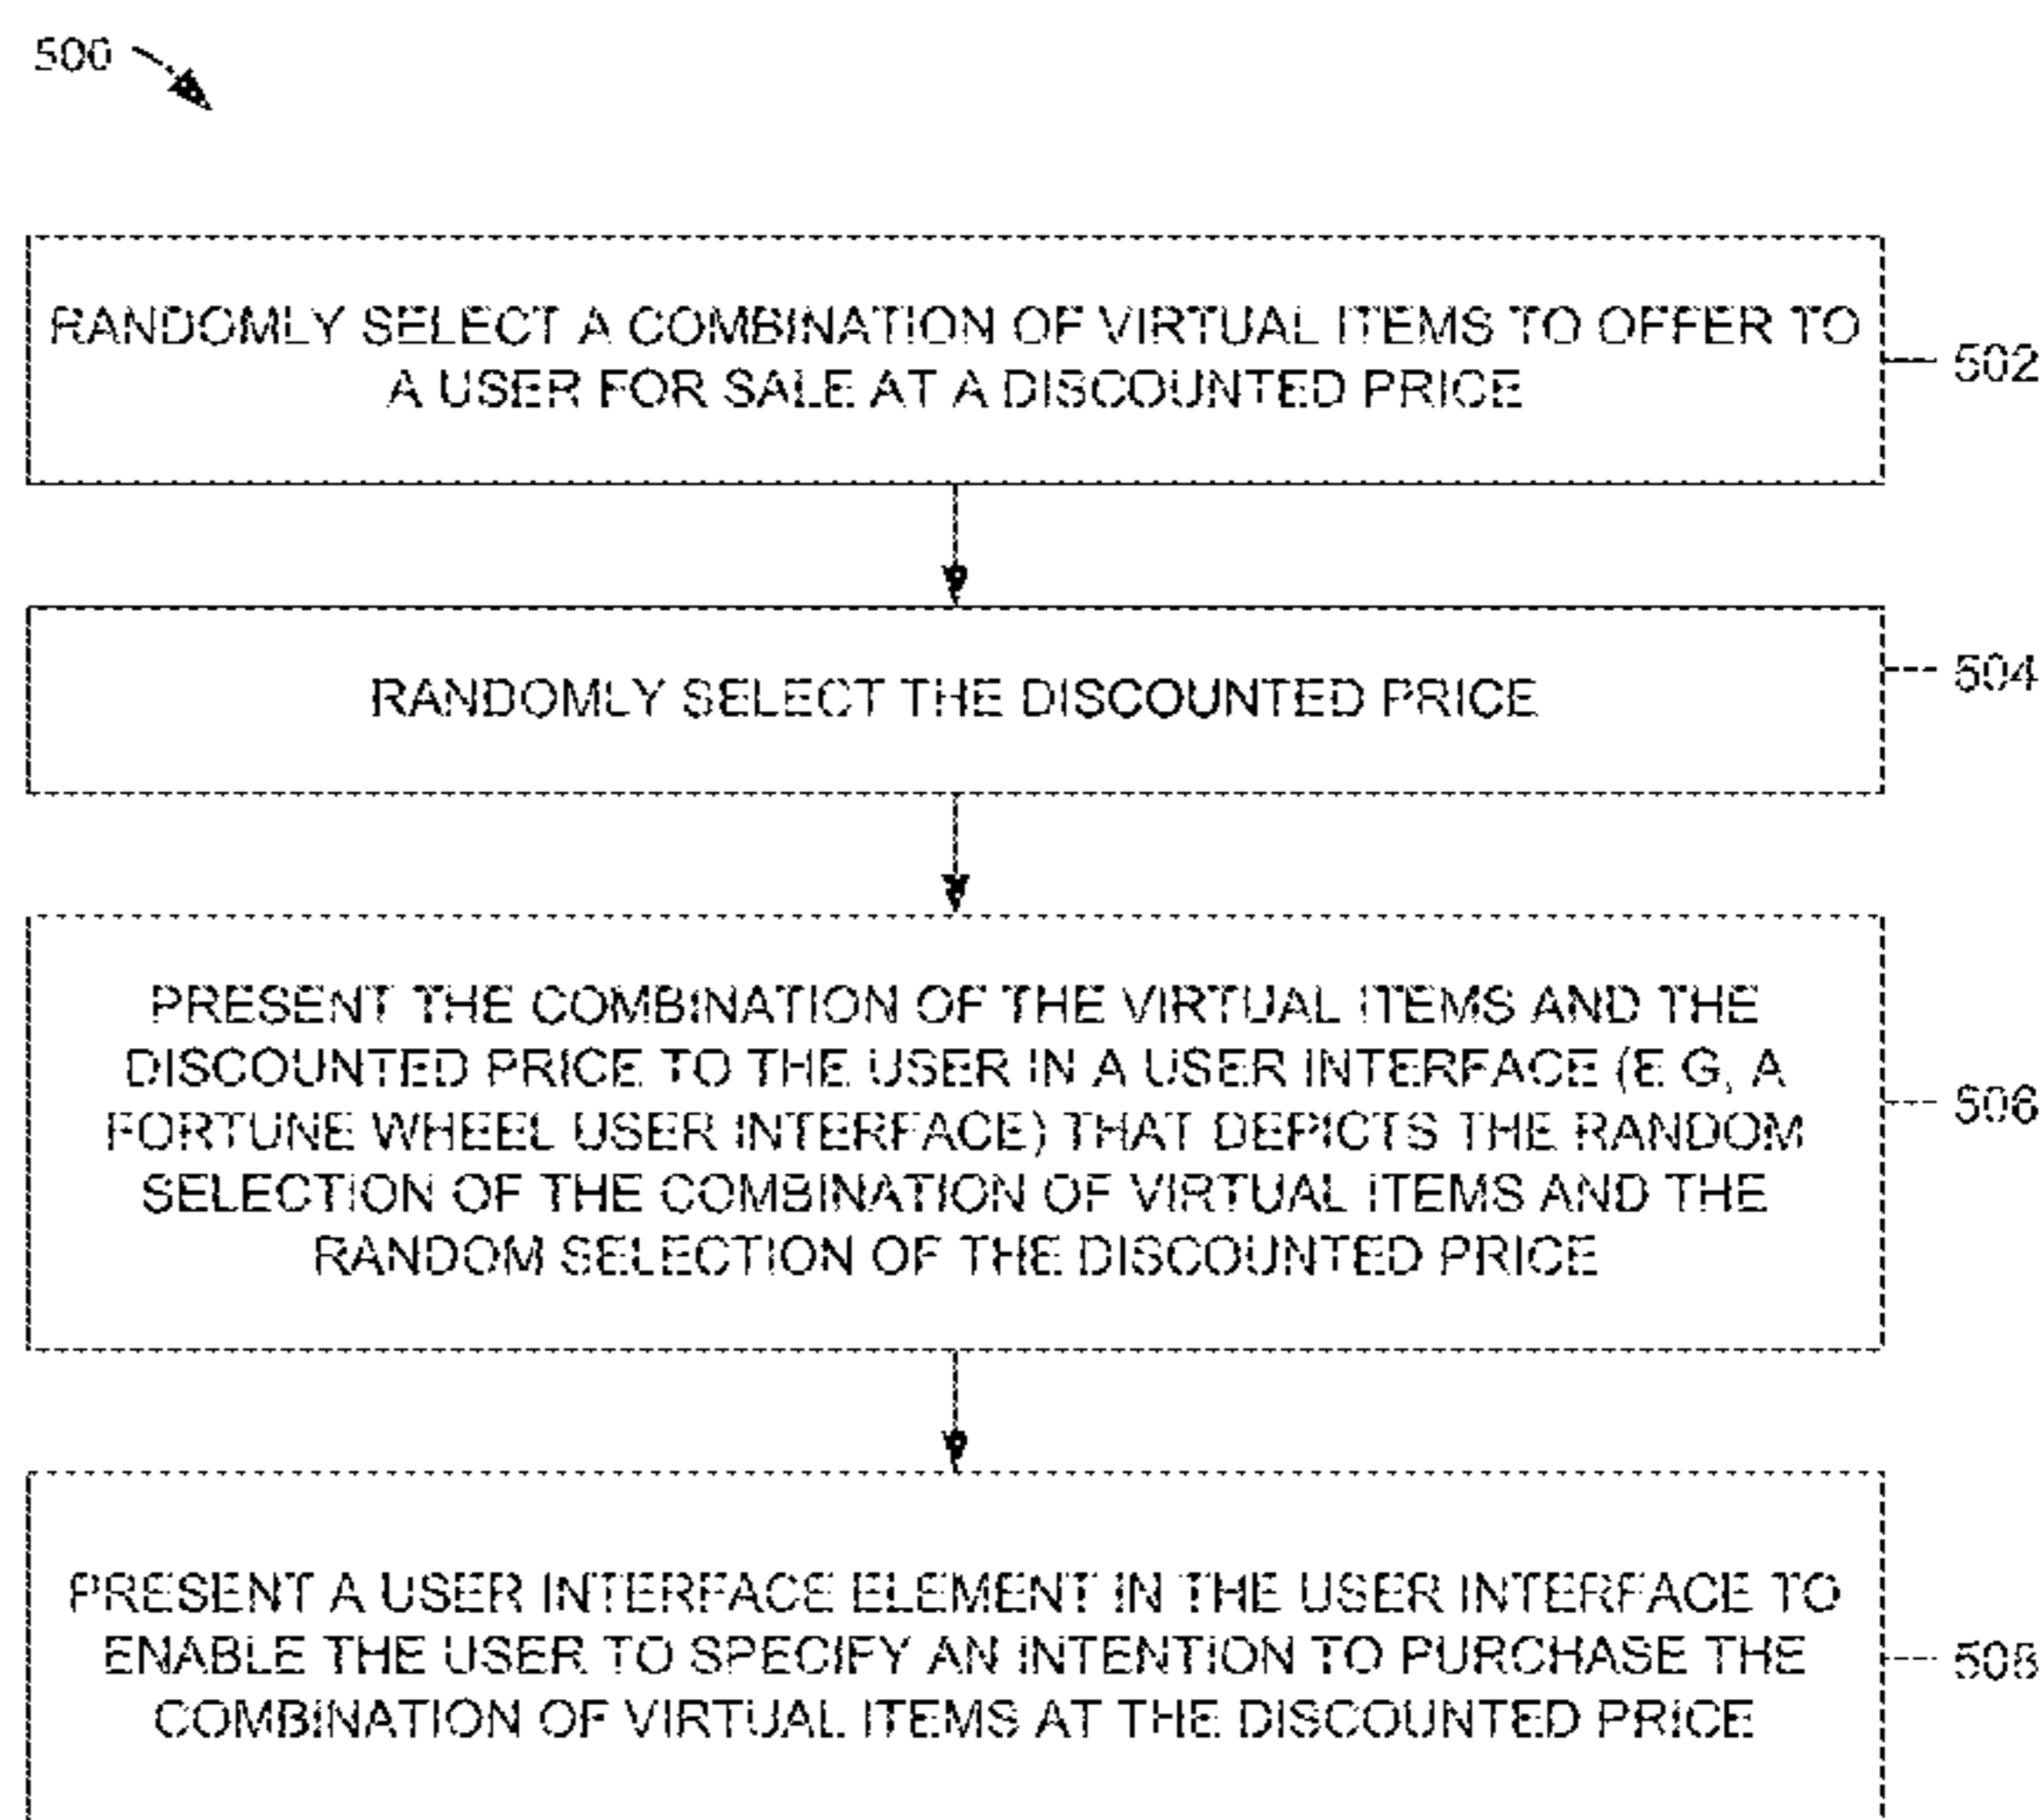 500
RANDOMLY SELECT A COMBINATION OF VIRTUAL ITEMS TO OFFER TO
A USER FOR SALE AT A DISCOUNTED PRICE
502
RANDOMLY SELECT THE DISCOUNTED PRICE
504
PRESENT THE COMBINATION OF THE VIRTUAL ITEMS AND THE
DISCOUNTED PRICE TO THE USER IN A USER INTERFACE (E G, A
FORTUNE WHEEL USER INTERFACE) THAT DEPICTS THE RANDOM
SELECTION OF THE COMBINATION OF VIRTUAL ITEMS AND THE
RANDOM SELECTION OF THE DISCOUNTED PRICE
506
PRESENT A USER INTERFACE ELEMENT IN THE USER INTERFACE TO
ENABLE THE USER TO SPECIFY AN INTENTION TO PURCHASE THE
COMBINATION OF VIRTUAL ITEMS AT THE DISCOUNTED PRICE
508